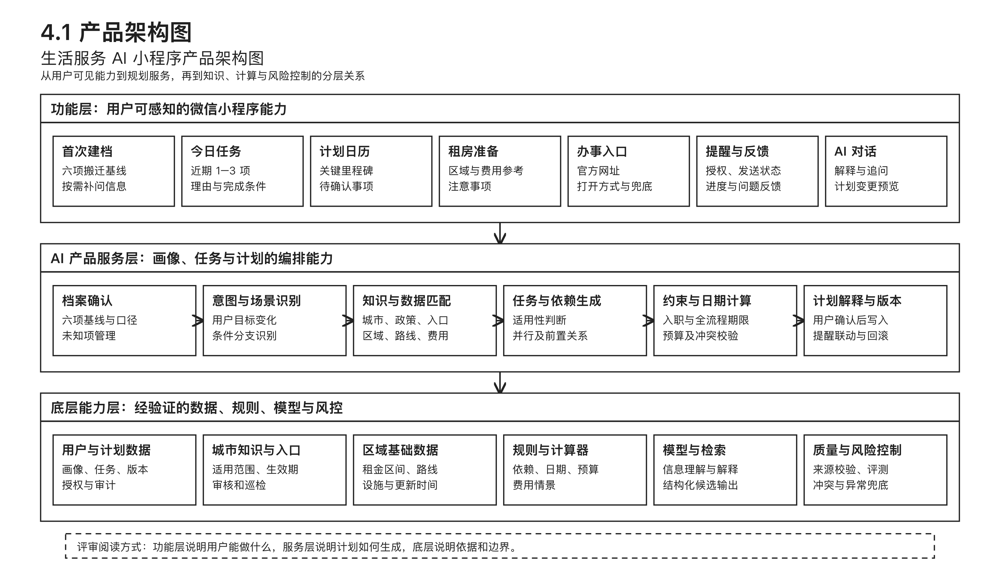 4.1 产品架构图
生活服务 AI 小程序产品架构图
从用户可见能力到规划服务，再到知识、计算与风险控制的分层关系
功能层：用户可感知的微信小程序能力
首次建档
六项搬迁基线
按需补问信息
今日任务
近期 1—3 项
理由与完成条件
计划日历
关键里程碑
待确认事项
租房准备
区域与费用参考
注意事项
办事入口
官方网址
打开方式与兜底
提醒与反馈
授权、发送状态
进度与问题反馈
AI 对话
解释与追问
计划变更预览
AI 产品服务层：画像、任务与计划的编排能力
档案确认
六项基线与口径
未知项管理
意图与场景识别
用户目标变化
条件分支识别
知识与数据匹配
城市、政策、入口
区域、路线、费用
任务与依赖生成
适用性判断
并行及前置关系
约束与日期计算
入职与全流程期限
预算及冲突校验
计划解释与版本
用户确认后写入
提醒联动与回滚
底层能力层：经验证的数据、规则、模型与风控
用户与计划数据
画像、任务、版本
授权与审计
城市知识与入口
适用范围、生效期
审核和巡检
区域基础数据
租金区间、路线
设施与更新时间
规则与计算器
依赖、日期、预算
费用情景
模型与检索
信息理解与解释
结构化候选输出
质量与风险控制
来源校验、评测
冲突与异常兜底
评审阅读方式：功能层说明用户能做什么，服务层说明计划如何生成，底层说明依据和边界。